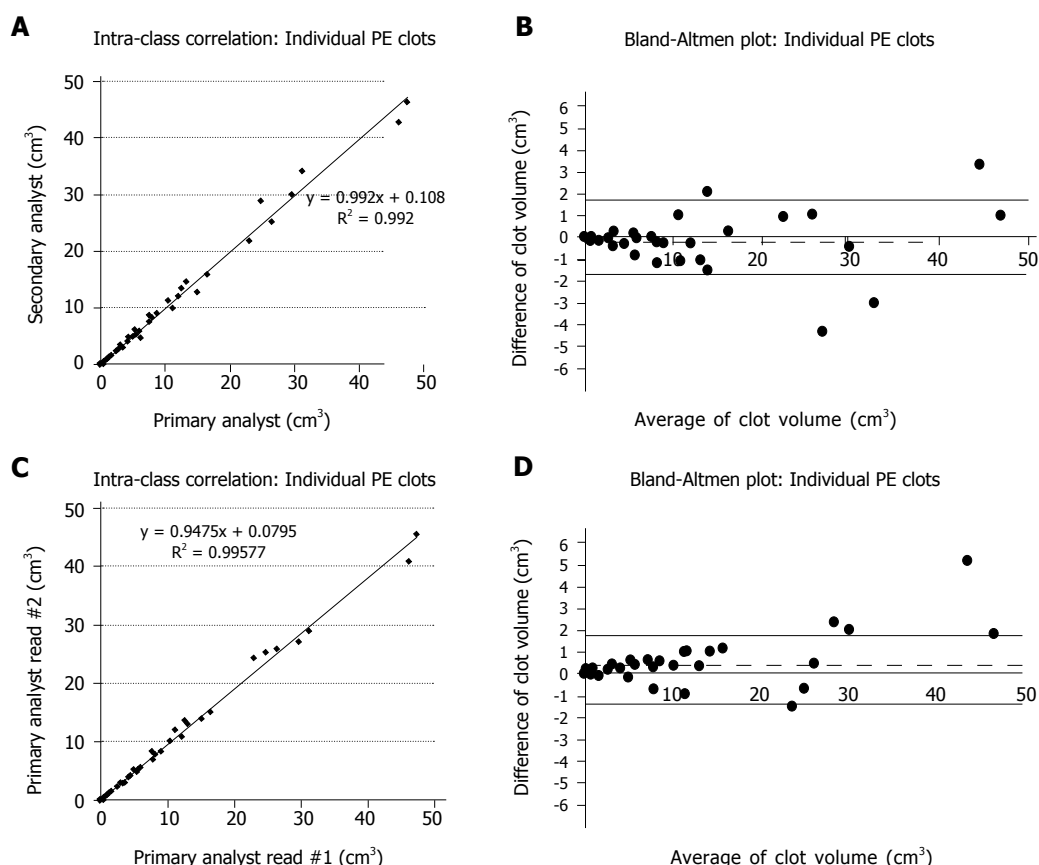 A
Intra-class correlation: Individual PE clots
Secondary analyst (cm³)
50
40
30
20
10
0
y = 0.992x + 0.108
R² = 0.992
0 10 20 30 40 50
Primary analyst (cm³)
B
Bland-Altmen plot: Individual PE clots
Difference of clot volume (cm³)
6
5
4
3
2
1
0
-1
-2
-3
-4
-5
-6
10 20 30 40 50
Average of clot volume (cm³)
C
Intra-class correlation: Individual PE clots
Primary analyst read #2 (cm³)
50
40
30
20
10
0
y = 0.9475x + 0.0795
R² = 0.99577
0 10 20 30 40 50
Primary analyst read #1 (cm³)
D
Bland-Altmen plot: Individual PE clots
Difference of clot volume (cm³)
6
5
4
3
2
1
0
-1
-2
-3
-4
-5
-6
10 20 30 40 50
Average of clot volume (cm³)